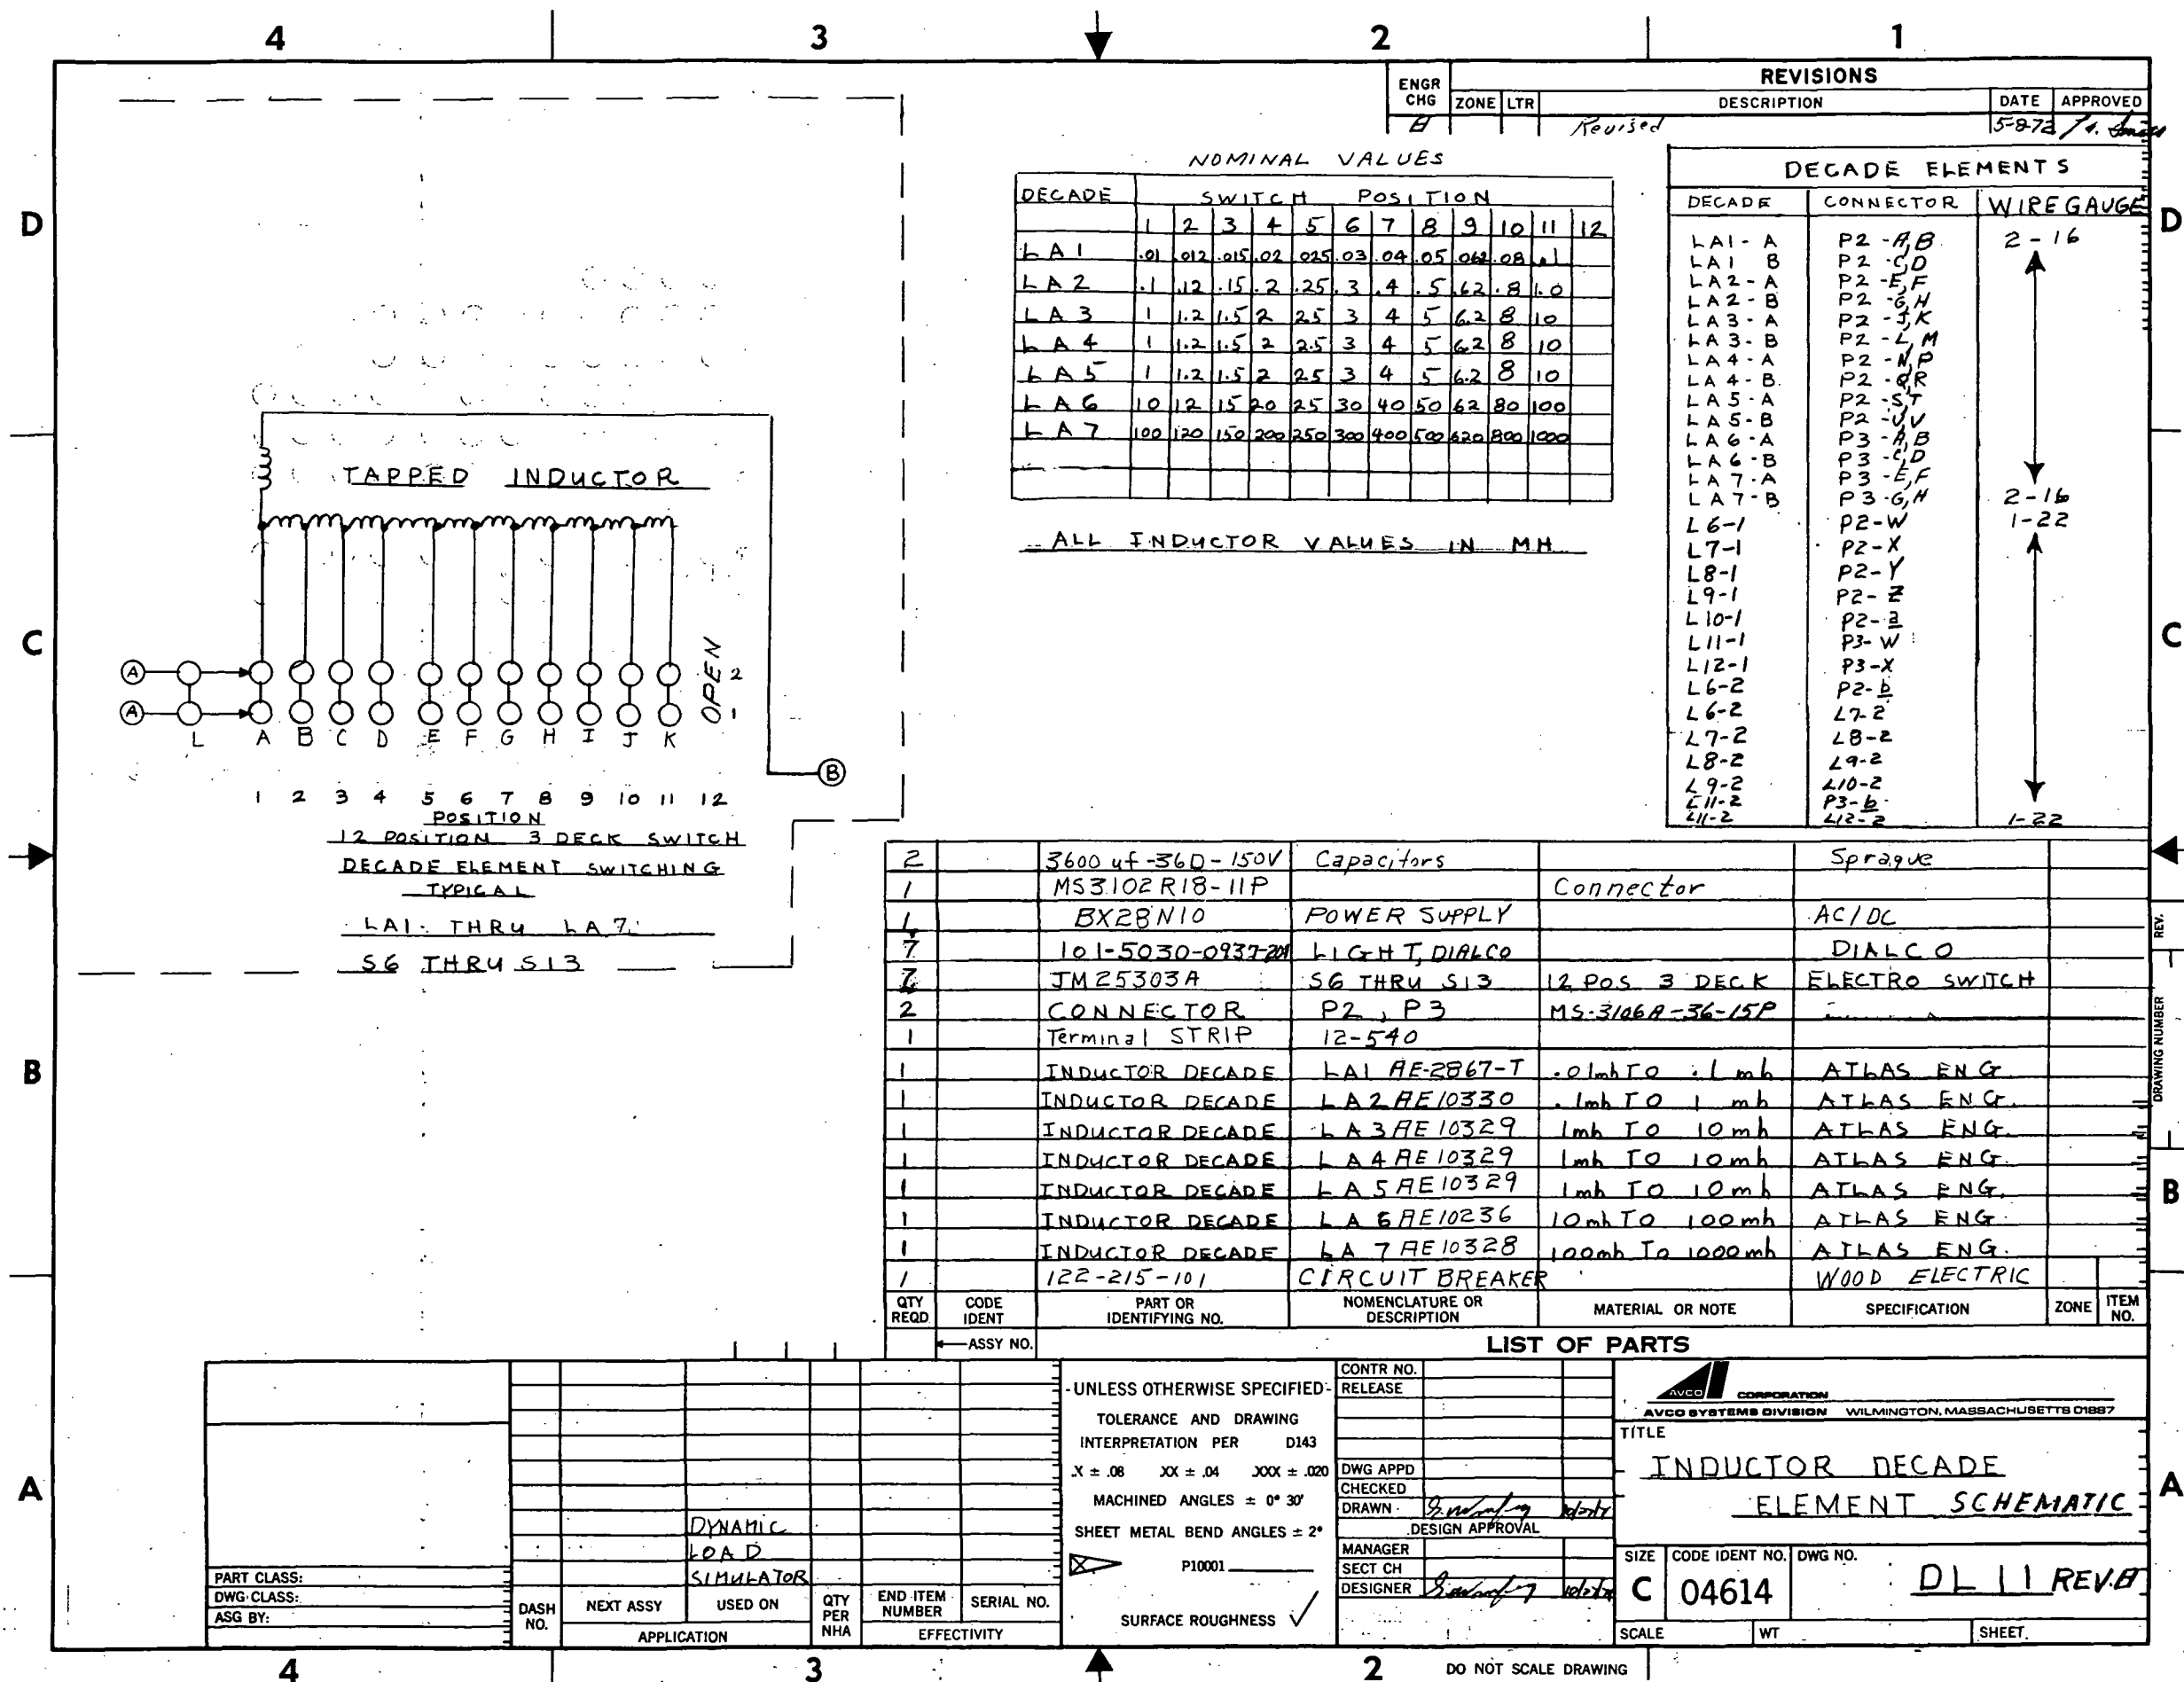 4 3 2 1
REVISIONS
ENGR CHG ZONE LTR DESCRIPTION DATE APPROVED
Revised 5-8-72
NOMINAL VALUES
DECADE SWITCH POSITION
1 2 3 4 5 6 7 8 9 10 11 12
LA1 .01 .012 .015 .02 .025 .03 .04 .05 .062 .08 .1
LA2 .1 .12 .15 .2 .25 .3 .4 .5 .62 .8 1.0
LA3 1 1.2 1.5 2 2.5 3 4 5 6.2 8 10
LA4 1 1.2 1.5 2 2.5 3 4 5 6.2 8 10
LA5 1 1.2 1.5 2 2.5 3 4 5 6.2 8 10
LA6 10 12 15 20 25 30 40 50 62 80 100
LA7 100 120 150 200 250 300 400 500 620 800 1000
ALL INDUCTOR VALUES IN MH
DECADE ELEMENTS
DECADE CONNECTOR WIRE GAUGE
LA1-A P2-A,B 2-16
LA1 B P2-C,D
LA2-A P2-E,F
LA2-B P2-G,H
LA3-A P2-J,K
LA3-B P2-L,M
LA4-A P2-N,P
LA4-B. P2-Q,R
LA5-A P2-S,T
LA5-B P2-U,V
LA6-A P3-A,B
LA6-B P3-C,D
LA7-A P3-E,F
LA7-B P3-G,H 2-16
L6-1 P2-W 1-22
L7-1 P2-X
L8-1 P2-Y
L9-1 P2-Z
L10-1 P2-a
L11-1 P3-W
L12-1 P3-X
L6-2 P2-b
L6-2 L7-2
L7-2 L8-2
L8-2 L9-2
L9-2 L10-2
L11-2 P3-b
L11-2 L12-2 1-22
D
C
B
A
TAPPED INDUCTOR
A 2
A 1
OPEN
L A B C D E F G H I J K
B
1 2 3 4 5 6 7 8 9 10 11 12
POSITION
12 POSITION 3 DECK SWITCH
DECADE ELEMENT SWITCHING
TYPICAL
LA1 THRU LA7
S6 THRU S13
2 3600 uf-36D-150V Capacitors Sprague
1 MS3102R18-11P Connector
1 BX28N10 POWER SUPPLY AC/DC
7 101-5030-0937-201 LIGHT, DIALCO DIALCO
7 JM25303A S6 THRU S13 12 POS 3 DECK ELECTRO SWITCH
2 CONNECTOR P2, P3 MS-3106A-36-15P
1 Terminal STRIP 12-540
1 INDUCTOR DECADE LA1 AE-2867-T .01mh TO .1 mh ATLAS ENG
1 INDUCTOR DECADE LA2 AE10330 .1mh TO 1 mh ATLAS ENG.
1 INDUCTOR DECADE LA3 AE10329 1mh TO 10mh ATLAS ENG.
1 INDUCTOR DECADE LA4 AE10329 1mh TO 10mh ATLAS ENG.
1 INDUCTOR DECADE LA5 AE10329 1mh TO 10mh ATLAS ENG.
1 INDUCTOR DECADE LA6 AE10236 10mh TO 100mh ATLAS ENG.
1 INDUCTOR DECADE LA7 AE10328 100mh To 1000mh ATLAS ENG.
1 122-215-101 CIRCUIT BREAKER WOOD ELECTRIC
QTY REQD. CODE IDENT PART OR IDENTIFYING NO. NOMENCLATURE OR DESCRIPTION MATERIAL OR NOTE SPECIFICATION ZONE ITEM NO.
ASSY NO. LIST OF PARTS
REV.
DRAWING NUMBER
D
C
B
A
PART CLASS:
DWG CLASS:
ASG BY:
DYNAMIC
LOAD
SIMULATOR
DASH NO. NEXT ASSY USED ON QTY PER NHA END ITEM NUMBER SERIAL NO.
APPLICATION EFFECTIVITY
UNLESS OTHERWISE SPECIFIED
TOLERANCE AND DRAWING
INTERPRETATION PER D143
.X ± .08 .XX ± .04 .XXX ± .020
MACHINED ANGLES ± 0° 30'
SHEET METAL BEND ANGLES ± 2°
P10001
SURFACE ROUGHNESS √
CONTR NO.
RELEASE
DWG APPD
CHECKED
DRAWN
DESIGN APPROVAL
MANAGER
SECT CH
DESIGNER
AVCO CORPORATION
AVCO SYSTEMS DIVISION WILMINGTON, MASSACHUSETTS 01887
TITLE
INDUCTOR DECADE
ELEMENT SCHEMATIC
SIZE CODE IDENT NO. DWG NO.
C 04614 DL 11 REV.B
SCALE WT SHEET.
4 3 2 DO NOT SCALE DRAWING